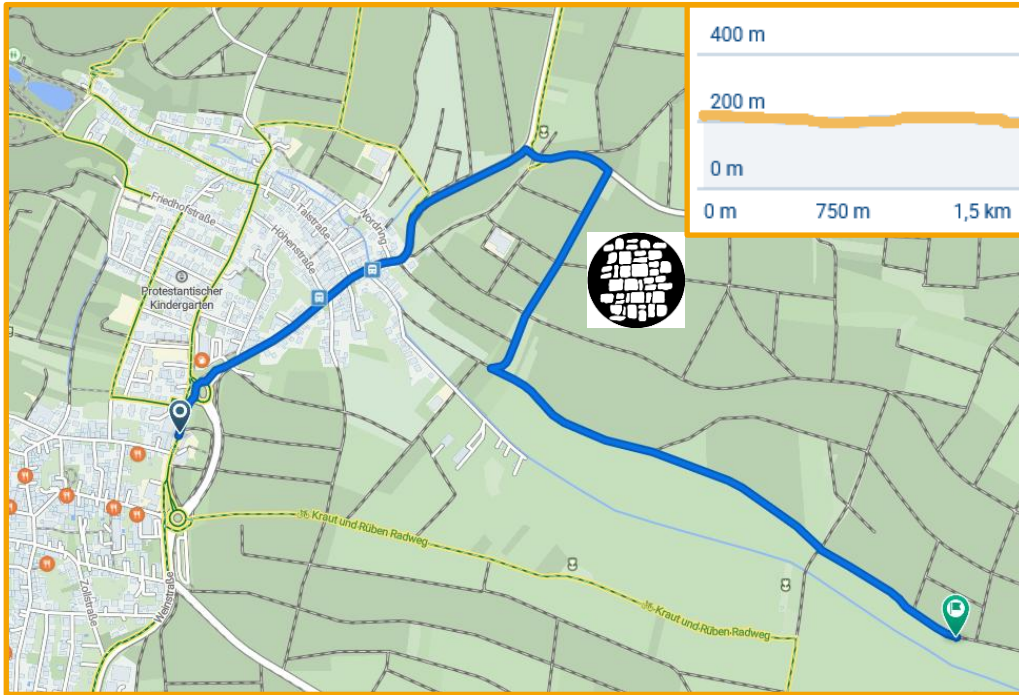 400 m
200 m
0 m
0 m 750 m 1,5 km
Friedhofstraße
Talstraße
Nordring
Höhenstraße
Protestantischer
Kindergarten
Kraut und Rüben Radweg
Kraut und Rüben-Radweg
Weinstraße
Zollstraße